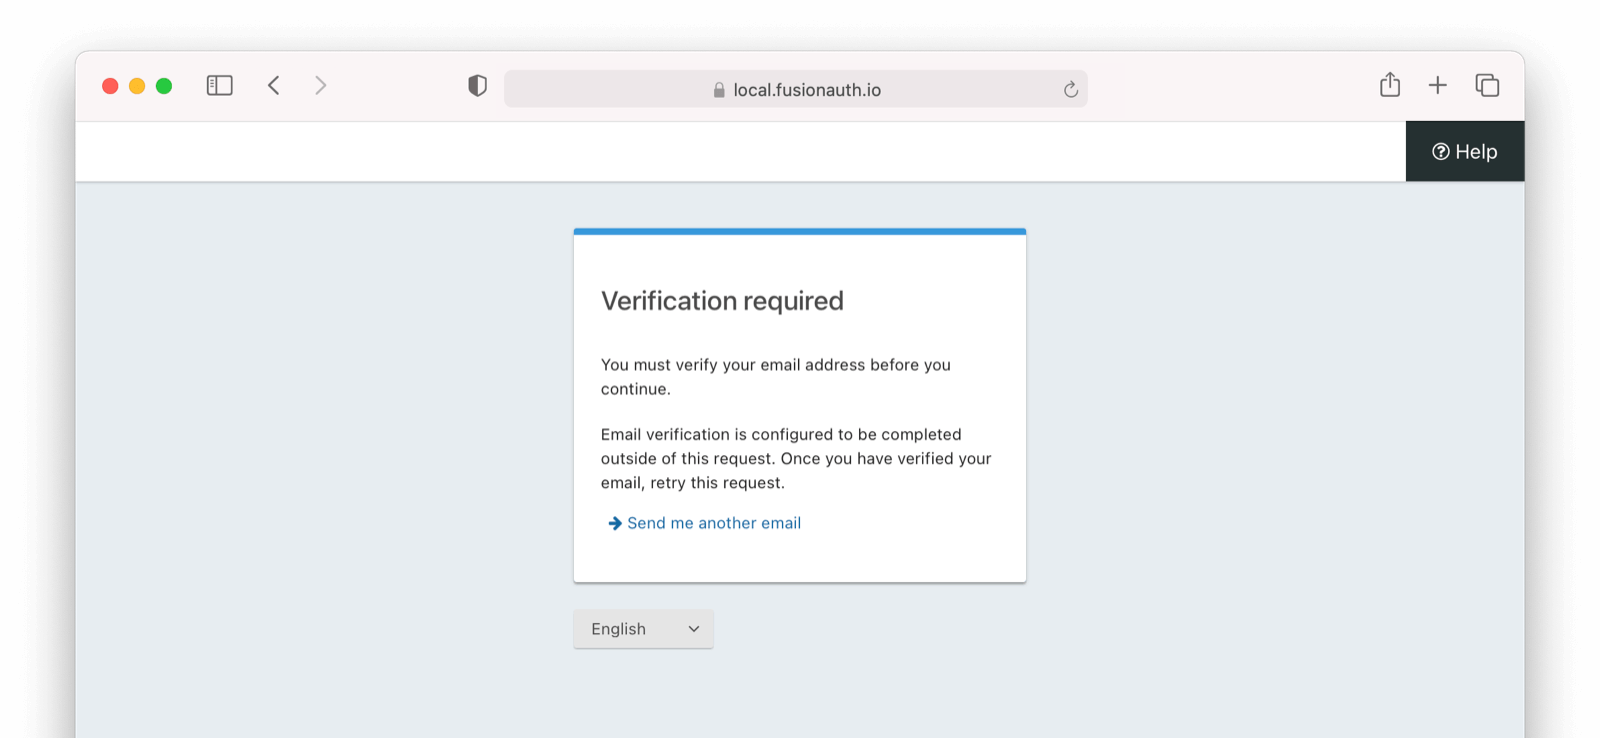 local.fusionauth.io
Help
Verification required
You must verify your email address before you
continue.
Email verification is configured to be completed
outside of this request. Once you have verified your
email, retry this request.
Send me another email
English